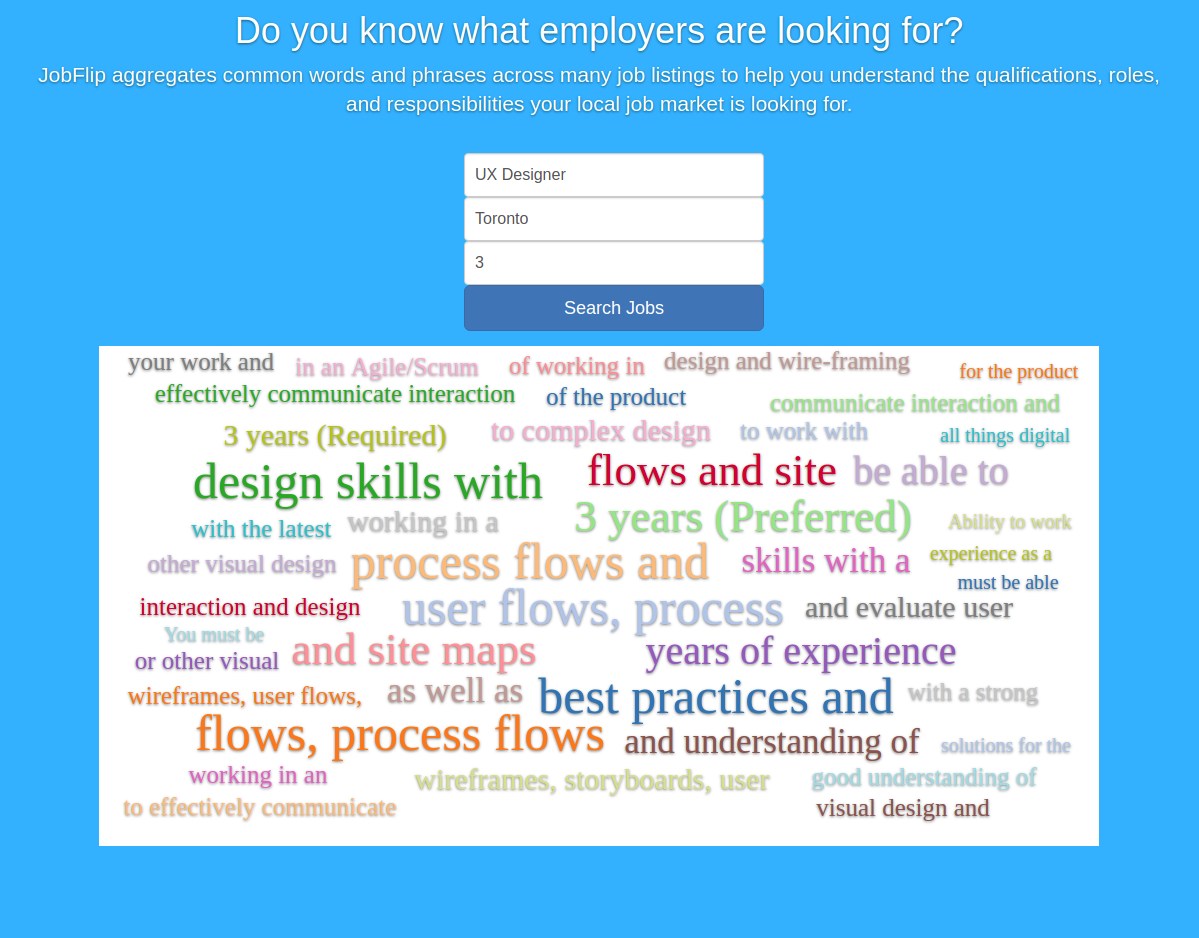 Do you know what employers are looking for?
JobFlip aggregates common words and phrases across many job listings to help you understand the qualifications, roles,
and responsibilities your local job market is looking for.
UX Designer
Toronto
3
Search Jobs
your work and
in an Agile/Scrum
of working in
design and wire-framing
for the product
effectively communicate interaction
of the product
communicate interaction and
3 years (Required)
to complex design
to work with
all things digital
design skills with
flows and site
be able to
with the latest
working in a
3 years (Preferred)
Ability to work
other visual design
process flows and
skills with a
experience as a
must be able
interaction and design
user flows, process
and evaluate user
You must be
or other visual
and site maps
years of experience
wireframes, user flows,
as well as
best practices and
with a strong
flows, process flows
and understanding of
solutions for the
working in an
wireframes, storyboards, user
good understanding of
to effectively communicate
visual design and